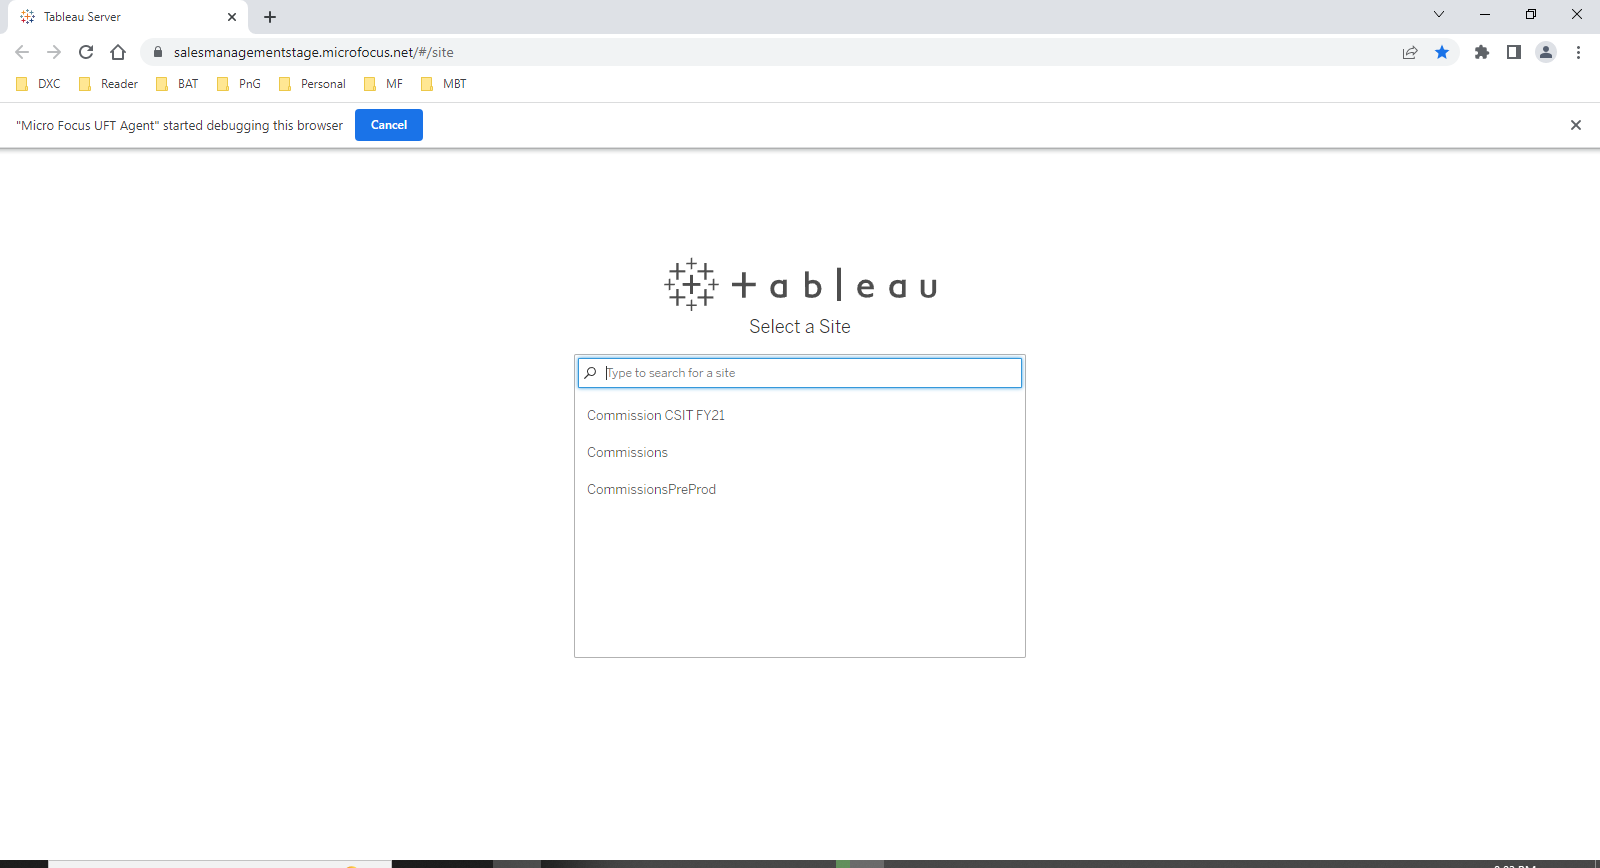 Tableau Server
salesmanagementstage.microfocus.net/#/site
DXC Reader BAT PnG Personal MF MBT
"Micro Focus UFT Agent" started debugging this browser Cancel
tableau
Select a Site
Type to search for a site
Commission CSIT FY21
Commissions
CommissionsPreProd